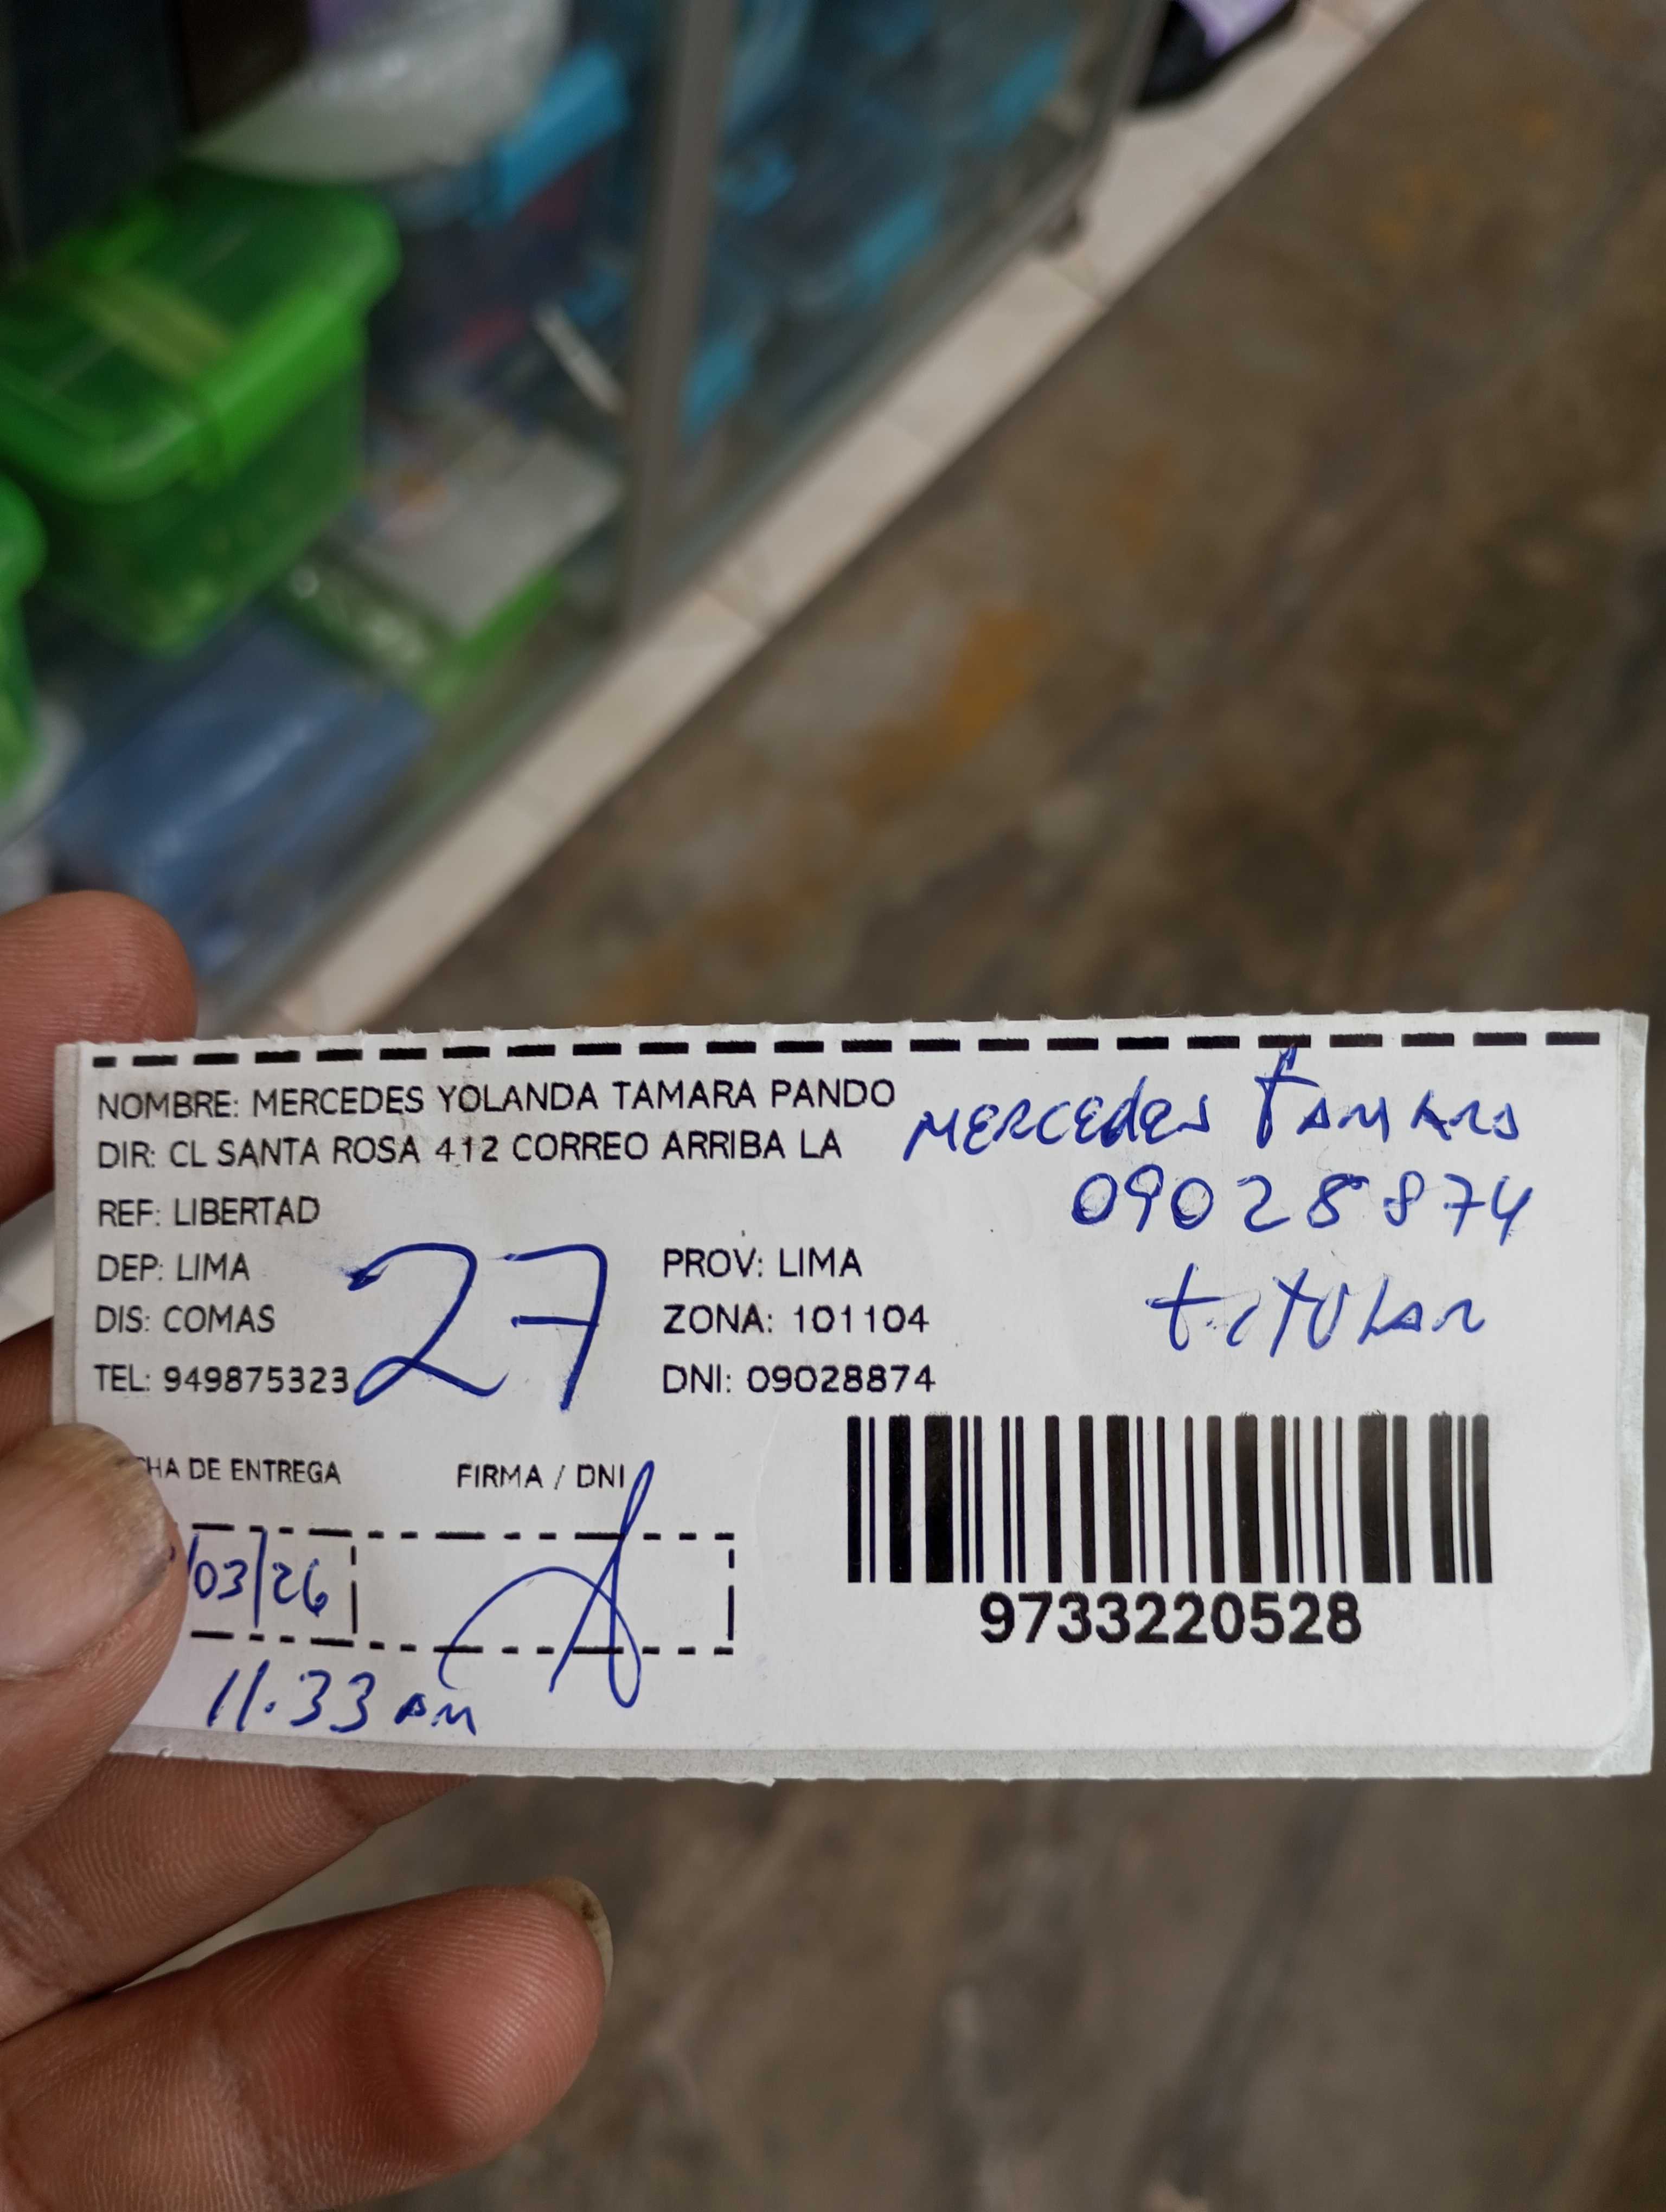 NOMBRE: MERCEDES YOLANDA TAMARA PANDO
DIR: CL SANTA ROSA 412 CORREO ARRIBA LA
REF: LIBERTAD
DEP: LIMA
PROV: LIMA
DIS: COMAS
ZONA: 101104
TEL: 949875323
DNI: 09028874
27
MERCEDES TAMARA
09028874
titular
HA DE ENTREGA
FIRMA / DNI
/03/26
11.33 AM
9733220528